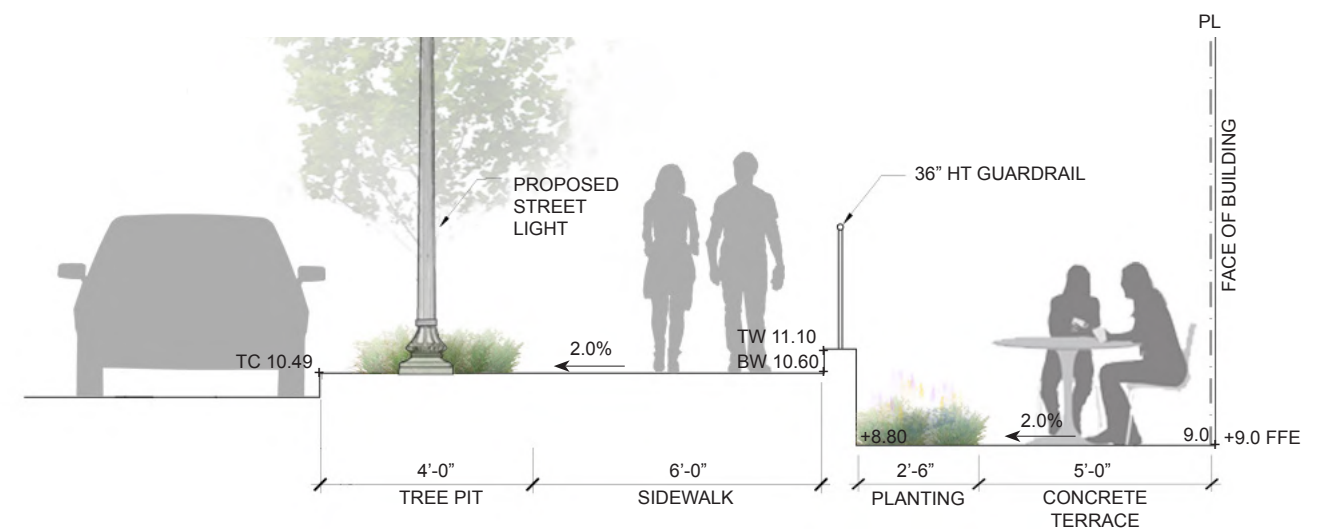 PL
FACE OF BUILDING
PROPOSED
STREET
LIGHT
36" HT GUARDRAIL
TC 10.49
2.0%
TW 11.10
BW 10.60
+8.80
2.0%
9.0
+9.0 FFE
4'-0"
6'-0"
2'-6"
5'-0"
TREE PIT
SIDEWALK
PLANTING
CONCRETE
TERRACE